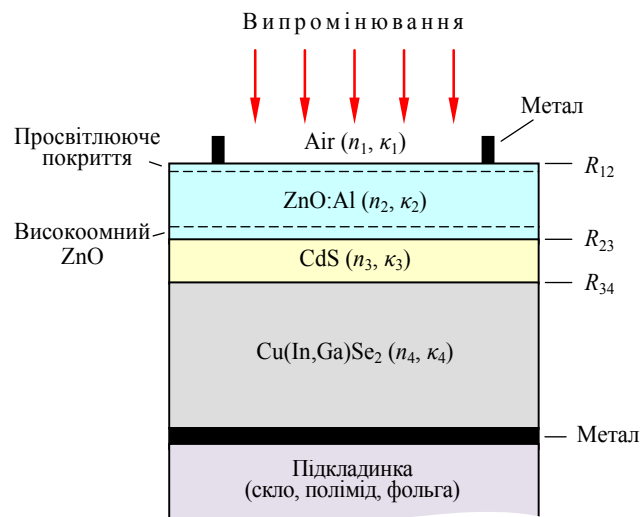 Випромінювання
Метал
Air (n₁, κ₁)
Просвітлююче
покриття
R₁₂
ZnO:Al (n₂, κ₂)
Високоомний
ZnO
R₂₃
CdS (n₃, κ₃)
R₃₄
Cu(In,Ga)Se₂ (n₄, κ₄)
Метал
Підкладинка
(скло, полімід, фольга)